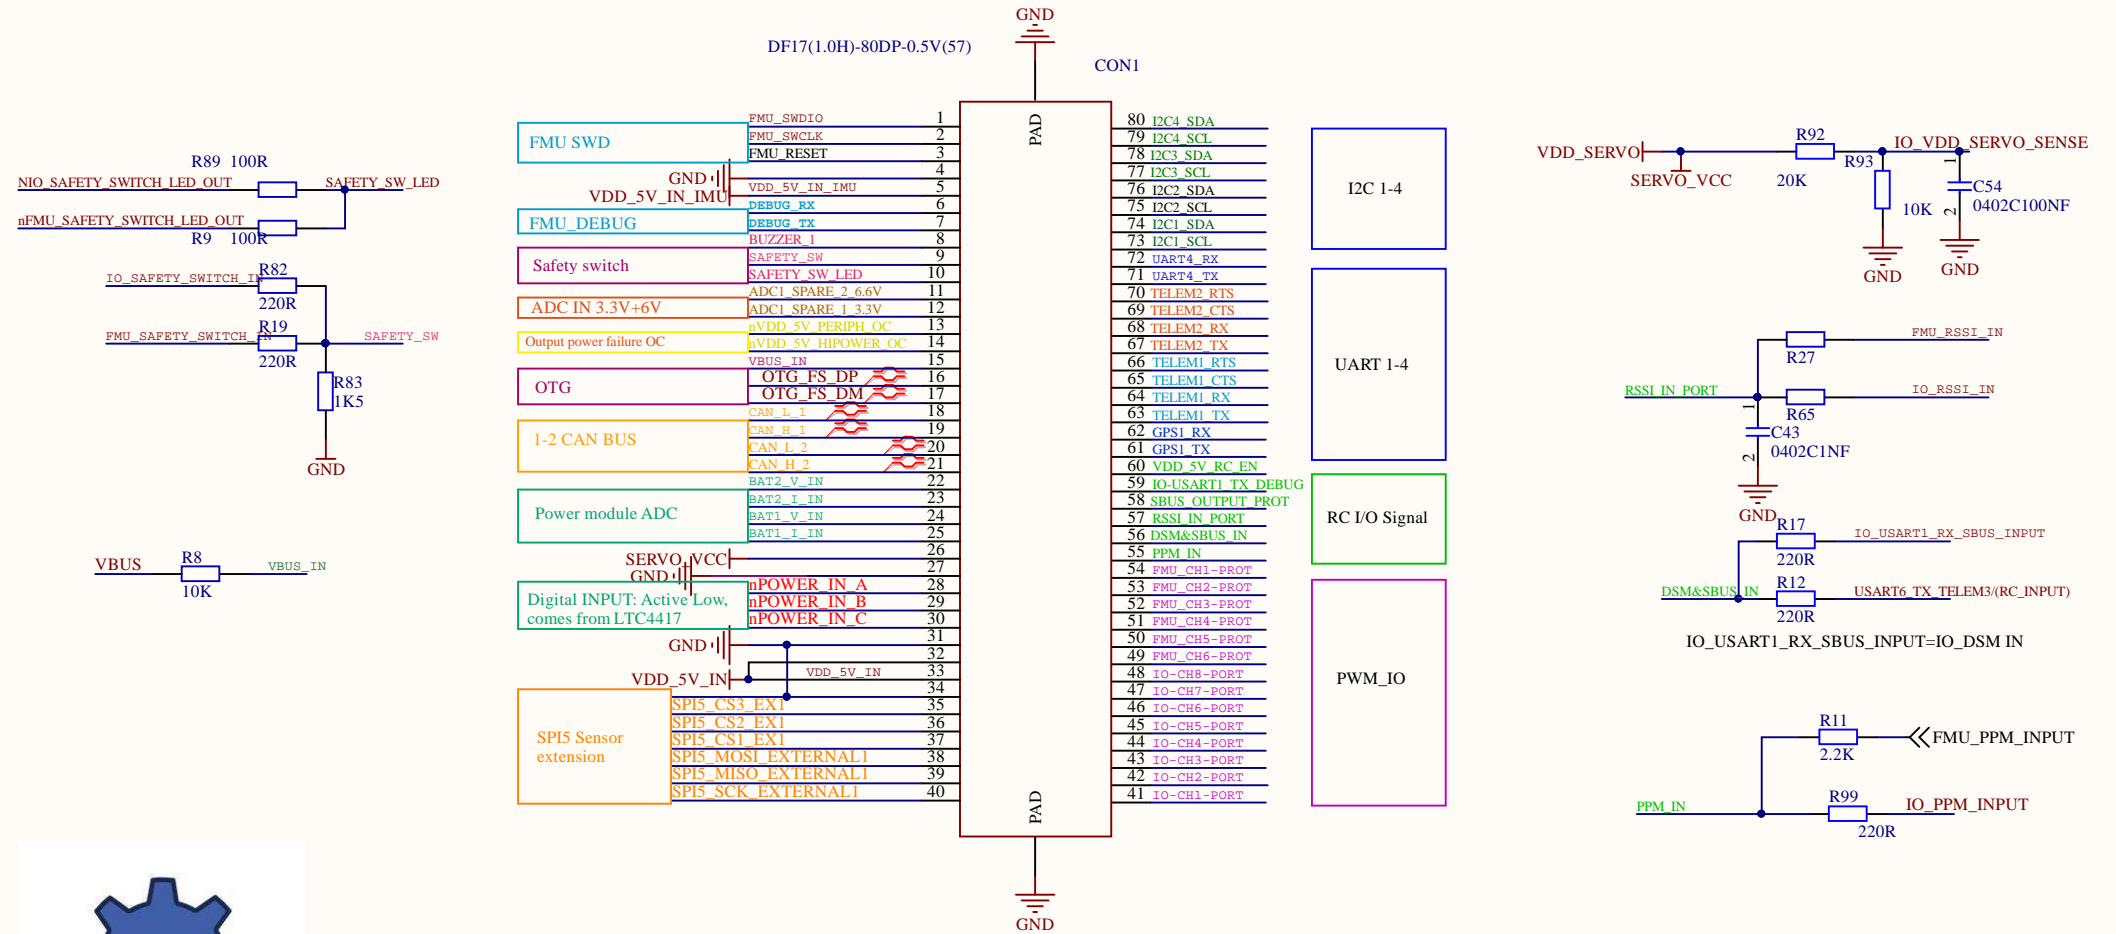 GND
DF17(1.0H)-80DP-0.5V(57)
CON1
PAD
R89 100R
NIO_SAFETY_SWITCH_LED_OUT
SAFETY_SW_LED
nFMU_SAFETY_SWITCH_LED_OUT
R9 100R
IO_SAFETY_SWITCH_IN
R82
220R
FMU_SAFETY_SWITCH_IN
R19
220R
SAFETY_SW
R83
1K5
GND
VBUS
R8
10K
VBUS_IN
FMU SWD
FMU_DEBUG
Safety switch
ADC IN 3.3V+6V
Output power failure OC
OTG
1-2 CAN BUS
Power module ADC
Digital INPUT: Active Low,
comes from LTC4417
SPI5 Sensor
extension
FMU_SWDIO 1
FMU_SWCLK 2
FMU_RESET 3
GND 4
VDD_5V_IN_IMU VDD_5V_IN_IMU 5
DEBUG_RX 6
DEBUG_TX 7
BUZZER_1 8
SAFETY_SW 9
SAFETY_SW_LED 10
ADC1_SPARE_2_6.6V 11
ADC1_SPARE_1_3.3V 12
nVDD_5V_PERIPH_OC 13
nVDD_5V_HIPOWER_OC 14
VBUS_IN 15
OTG_FS_DP 16
OTG_FS_DM 17
CAN_L_1 18
CAN_H_1 19
CAN_L_2 20
CAN_H_2 21
BAT2_V_IN 22
BAT2_I_IN 23
BAT1_V_IN 24
BAT1_I_IN 25
SERVO_VCC 26
GND 27
nPOWER_IN_A 28
nPOWER_IN_B 29
nPOWER_IN_C 30
GND 31
32
VDD_5V_IN VDD_5V_IN 33
34
SPI5_CS3_EX1 35
SPI5_CS2_EX1 36
SPI5_CS1_EX1 37
SPI5_MOSI_EXTERNAL1 38
SPI5_MISO_EXTERNAL1 39
SPI5_SCK_EXTERNAL1 40
80 I2C4_SDA
79 I2C4_SCL
78 I2C3_SDA
77 I2C3_SCL
76 I2C2_SDA
75 I2C2_SCL
74 I2C1_SDA
73 I2C1_SCL
72 UART4_RX
71 UART4_TX
70 TELEM2_RTS
69 TELEM2_CTS
68 TELEM2_RX
67 TELEM2_TX
66 TELEM1_RTS
65 TELEM1_CTS
64 TELEM1_RX
63 TELEM1_TX
62 GPS1_RX
61 GPS1_TX
60 VDD_5V_RC_EN
59 IO-USART1_TX_DEBUG
58 SBUS_OUTPUT_PROT
57 RSSI_IN_PORT
56 DSM&SBUS_IN
55 PPM_IN
54 FMU_CH1-PROT
53 FMU_CH2-PROT
52 FMU_CH3-PROT
51 FMU_CH4-PROT
50 FMU_CH5-PROT
49 FMU_CH6-PROT
48 IO-CH8-PORT
47 IO-CH7-PORT
46 IO-CH6-PORT
45 IO-CH5-PORT
44 IO-CH4-PORT
43 IO-CH3-PORT
42 IO-CH2-PORT
41 IO-CH1-PORT
PAD
GND
I2C 1-4
UART 1-4
RC I/O Signal
PWM_IO
VDD_SERVO
SERVO_VCC
R92
20K
IO_VDD_SERVO_SENSE
R93
10K
1
C54
0402C100NF
2
GND
GND
FMU_RSSI_IN
R27
RSSI_IN_PORT
IO_RSSI_IN
R65
1
C43
0402C1NF
2
GND
R17
IO_USART1_RX_SBUS_INPUT
220R
DSM&SBUS_IN
R12
USART6_TX_TELEM3/(RC_INPUT)
220R
IO_USART1_RX_SBUS_INPUT=IO_DSM IN
R11
FMU_PPM_INPUT
2.2K
PPM_IN
R99
IO_PPM_INPUT
220R